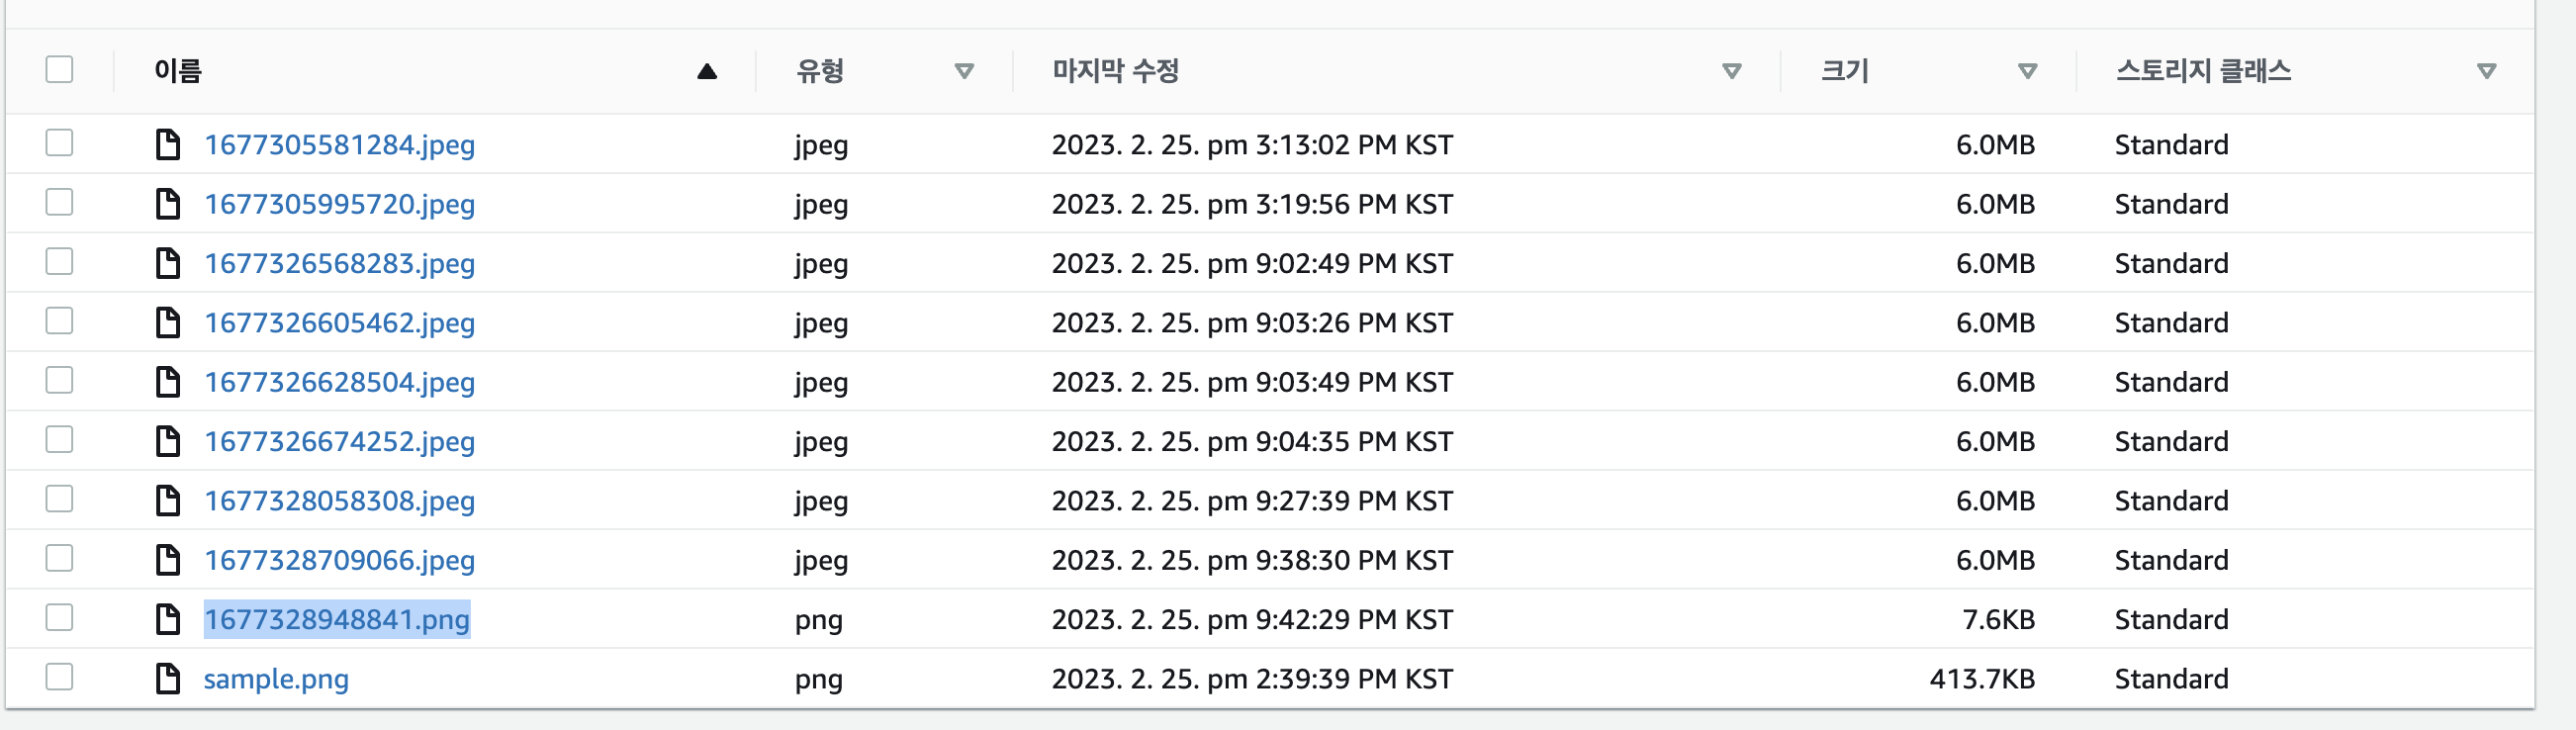 이름 유형 마지막 수정 크기 스토리지 클래스
1677305581284.jpeg jpeg 2023. 2. 25. pm 3:13:02 PM KST 6.0MB Standard
1677305995720.jpeg jpeg 2023. 2. 25. pm 3:19:56 PM KST 6.0MB Standard
1677326568283.jpeg jpeg 2023. 2. 25. pm 9:02:49 PM KST 6.0MB Standard
1677326605462.jpeg jpeg 2023. 2. 25. pm 9:03:26 PM KST 6.0MB Standard
1677326628504.jpeg jpeg 2023. 2. 25. pm 9:03:49 PM KST 6.0MB Standard
1677326674252.jpeg jpeg 2023. 2. 25. pm 9:04:35 PM KST 6.0MB Standard
1677328058308.jpeg jpeg 2023. 2. 25. pm 9:27:39 PM KST 6.0MB Standard
1677328709066.jpeg jpeg 2023. 2. 25. pm 9:38:30 PM KST 6.0MB Standard
1677328948841.png png 2023. 2. 25. pm 9:42:29 PM KST 7.6KB Standard
sample.png png 2023. 2. 25. pm 2:39:39 PM KST 413.7KB Standard